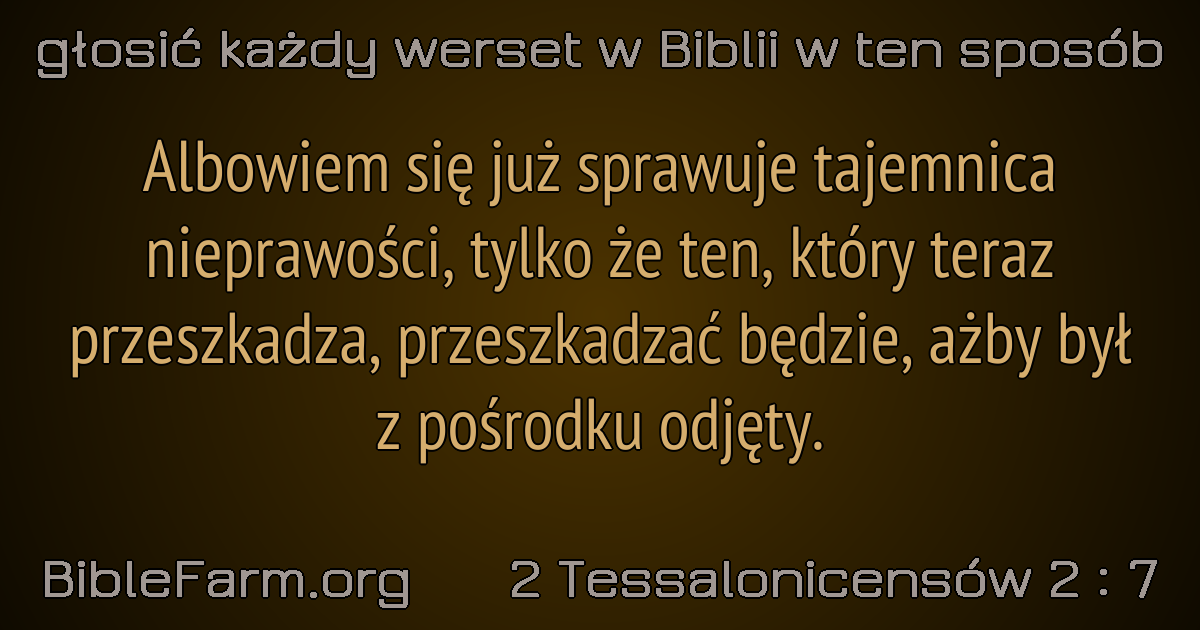 głosić każdy werset w Biblii w ten sposób
Albowiem się już sprawuje tajemnica
nieprawości, tylko że ten, który teraz
przeszkadza, przeszkadzać będzie, ażby był
z pośrodku odjęty.
BibleFarm.org 2 Tessalonicensów 2 : 7